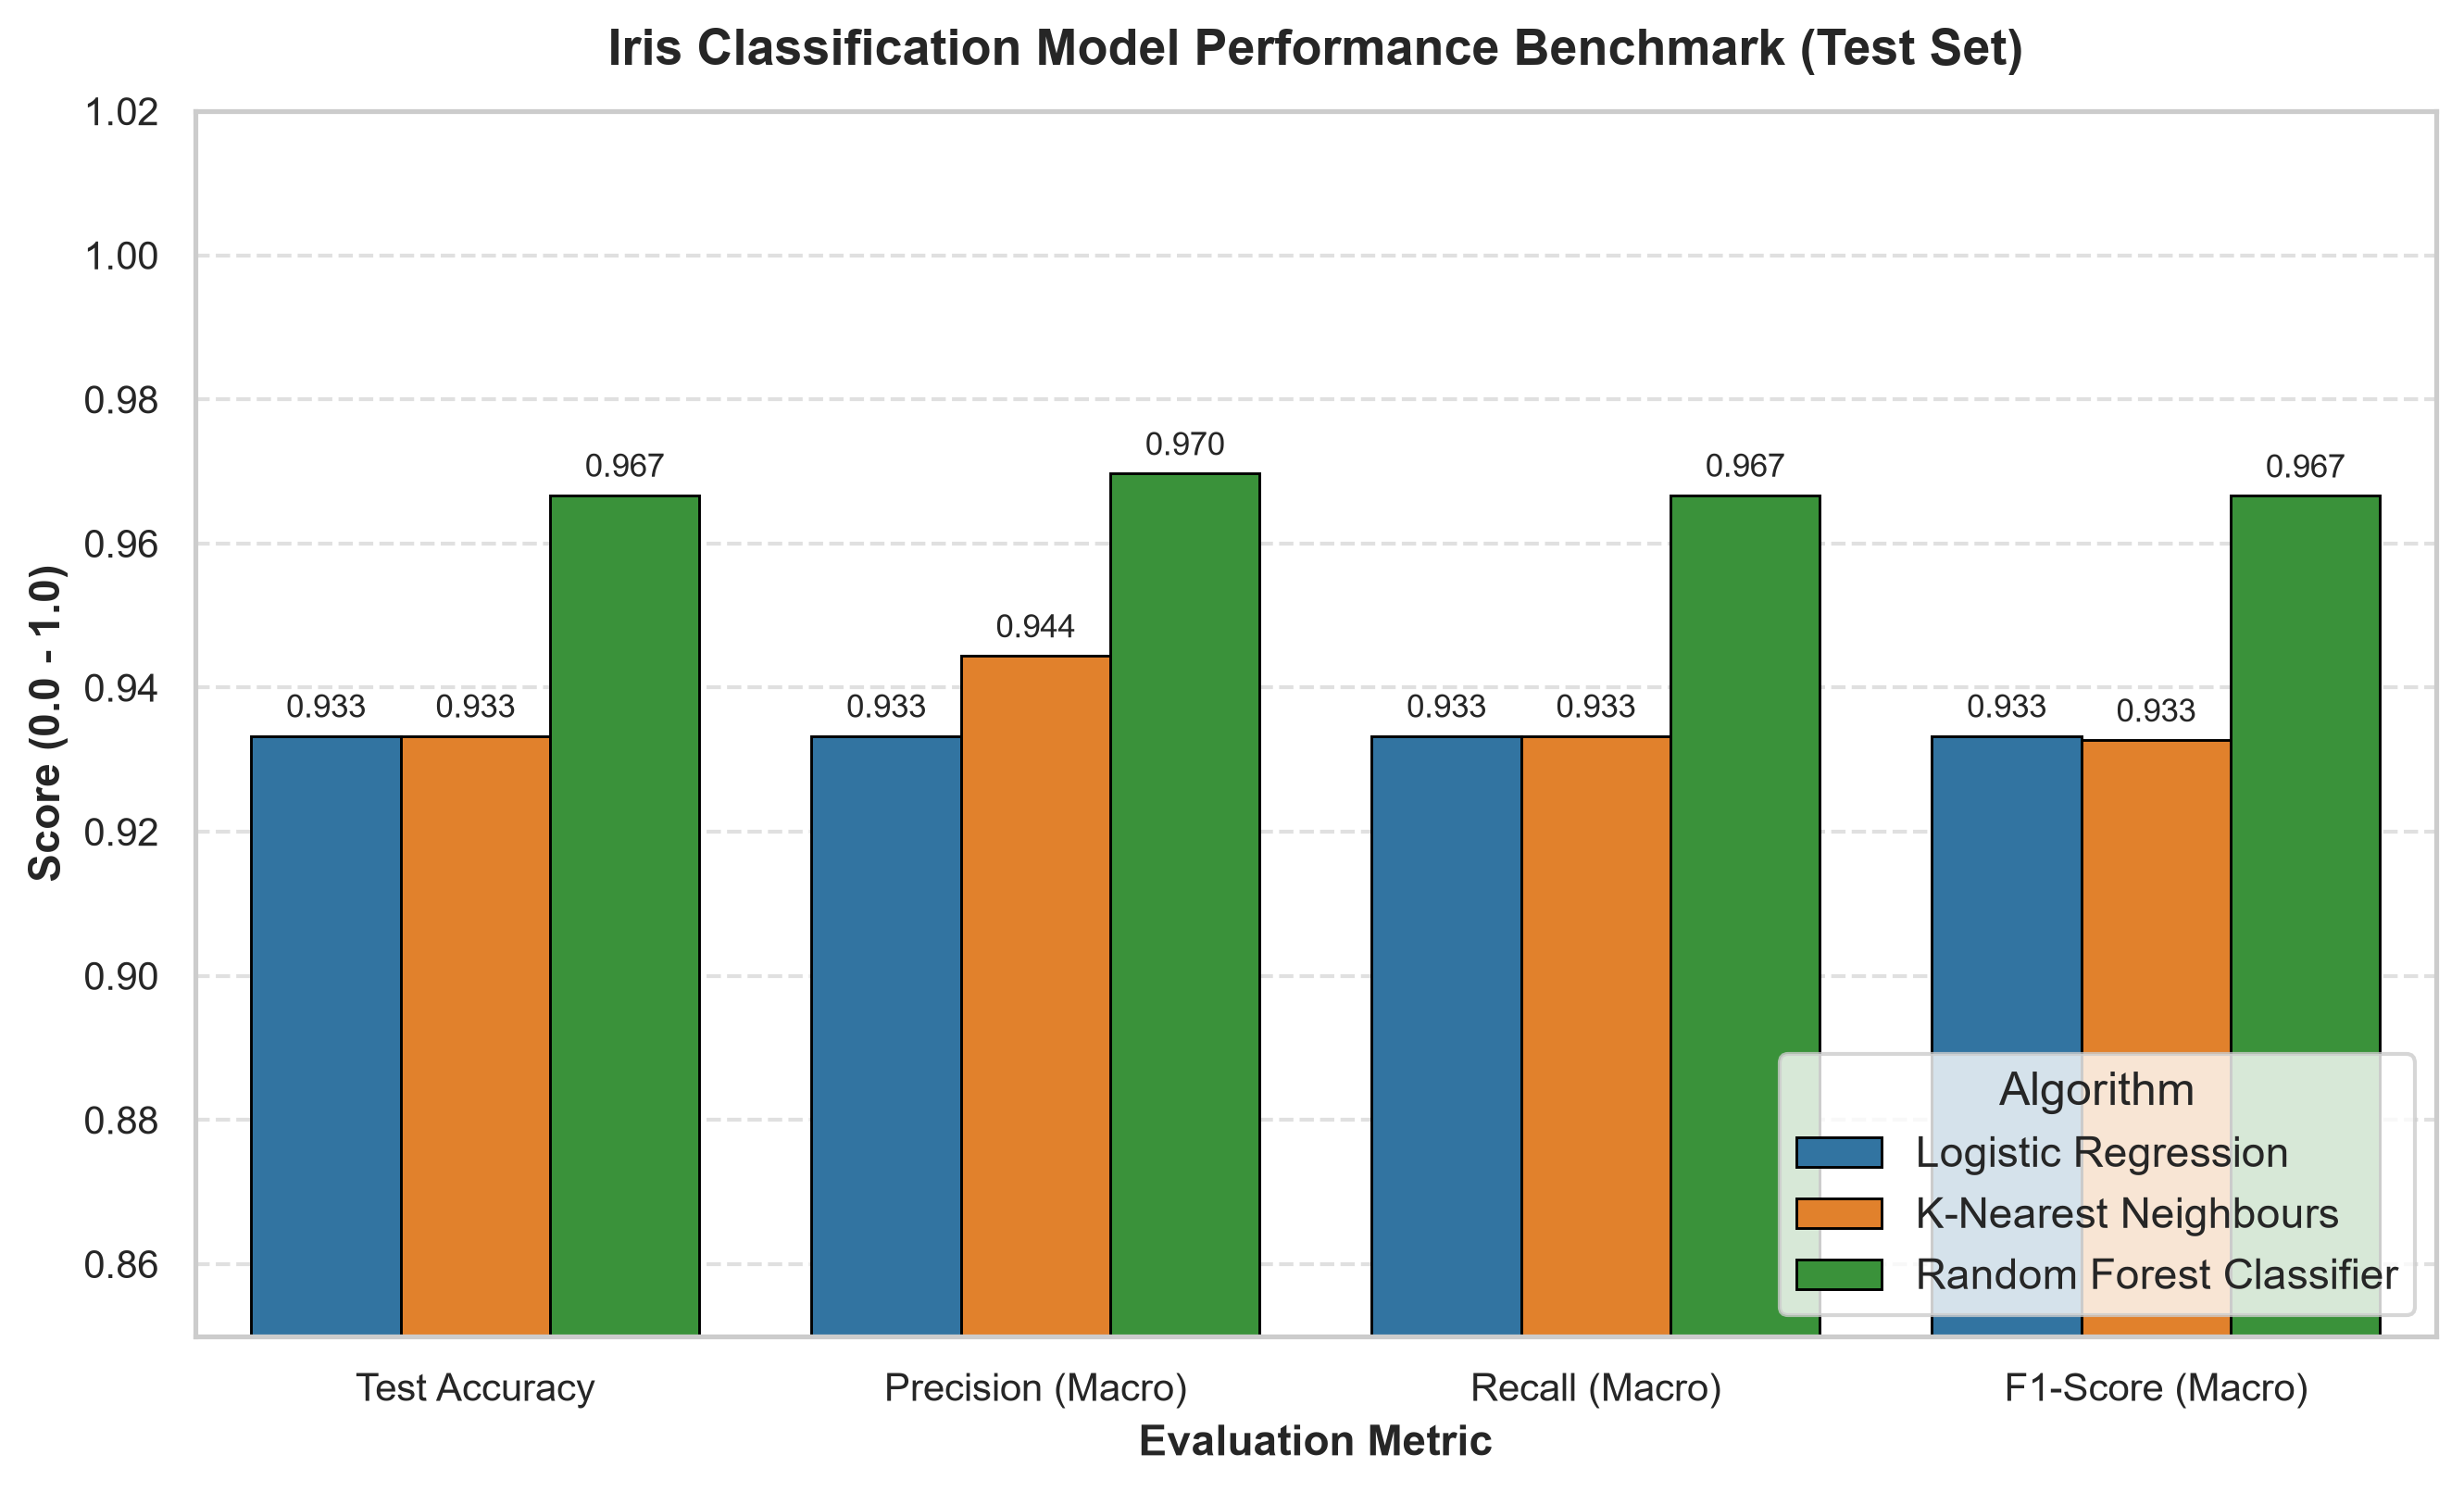 Iris Classification Model Performance Benchmark (Test Set)
Score (0.0 - 1.0)
1.02
1.00
0.98
0.96
0.94
0.92
0.90
0.88
0.86
0.933
0.933
0.967
0.933
0.944
0.970
0.933
0.933
0.967
0.933
0.933
0.967
Algorithm
Logistic Regression
K-Nearest Neighbours
Random Forest Classifier
Test Accuracy
Precision (Macro)
Recall (Macro)
F1-Score (Macro)
Evaluation Metric